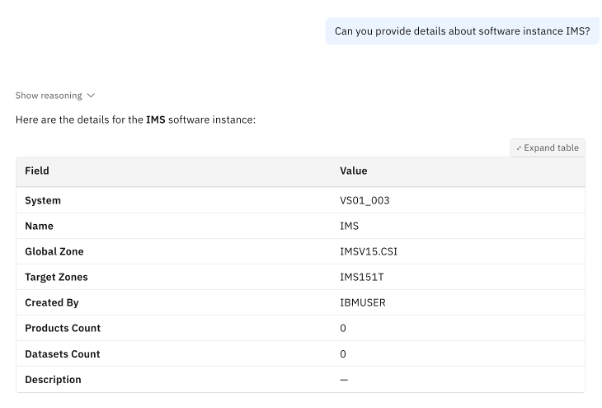 Can you provide details about software instance IMS?
Show reasoning
Here are the details for the IMS software instance:
Expand table
Field Value
System VS01_003
Name IMS
Global Zone IMSV15.CSI
Target Zones IMS151T
Created By IBMUSER
Products Count 0
Datasets Count 0
Description —